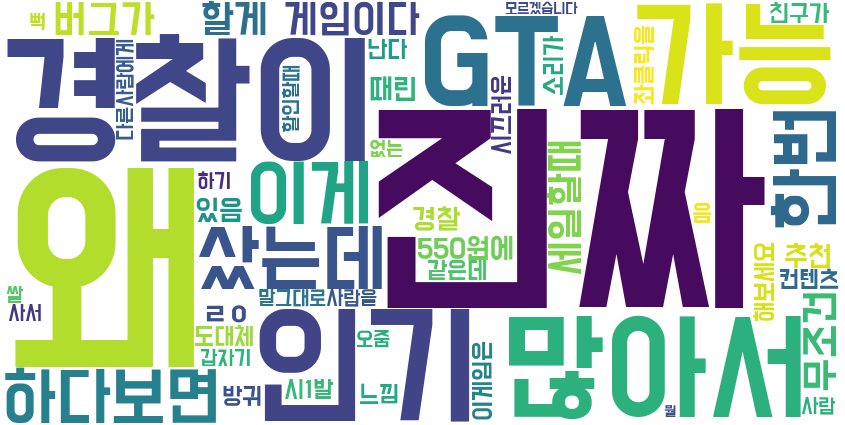 뻑
버그가
할게
게임이다
모르겠습니다
친구가
경찰이
다른사람에게
할인할때
난다
때린
GTA
시끄러운
소리가
좌클릭을
가능
왜
하기
있음
이게
없는
진짜
세일할때
음
한번
경찰
550원에
같은데
샀는데
말그대로사람을
해보세요
추천
컨텐츠
쌀
사서
ㄹㅇ
도대체
갑자기
인기
오줌
많아서
무조건
하다보면
방귀
시1발
느낌
이게임은
뭘
사람